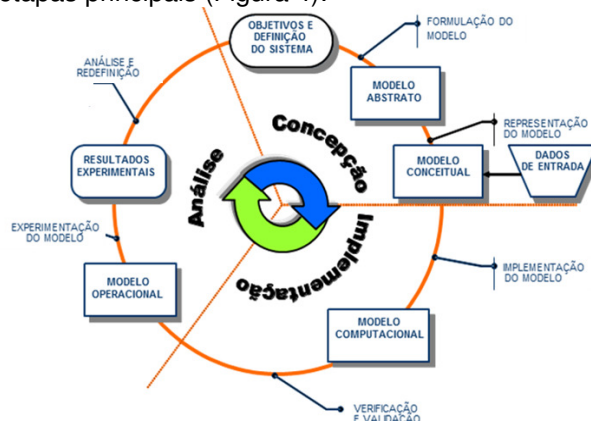 etapas principais (Figura 4).
OBJETIVOS E
DEFINIÇÃO
DO SISTEMA
FORMULAÇÃO DO
MODELO
MODELO
ABSTRATO
REPRESENTAÇÃO
DO MODELO
MODELO
CONCEITUAL
DADOS
DE ENTRADA
ANÁLISE E
REDEFINIÇÃO
RESULTADOS
EXPERIMENTAIS
Análise
Concepção
Implementação
EXPERIMENTAÇÃO
DO MODELO
MODELO
OPERACIONAL
IMPLEMENTAÇÃO
DO MODELO
MODELO
COMPUTACIONAL
VERIFICAÇÃO
E VALIDAÇÃO